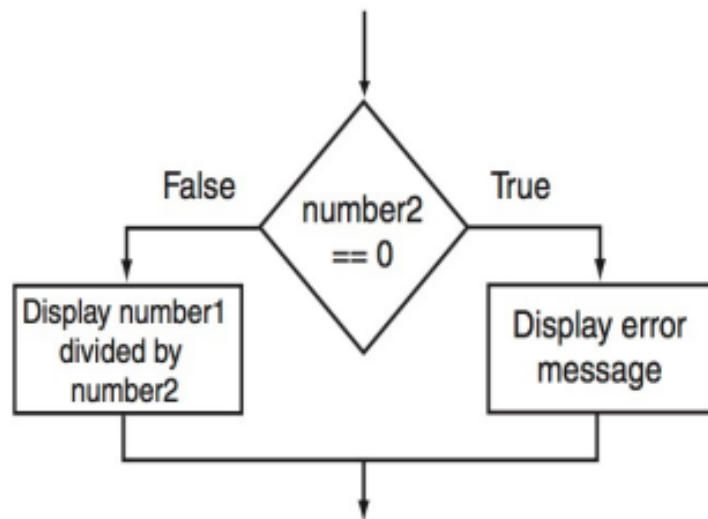 False
True
number2
== 0
Display number1
divided by
number2
Display error
message